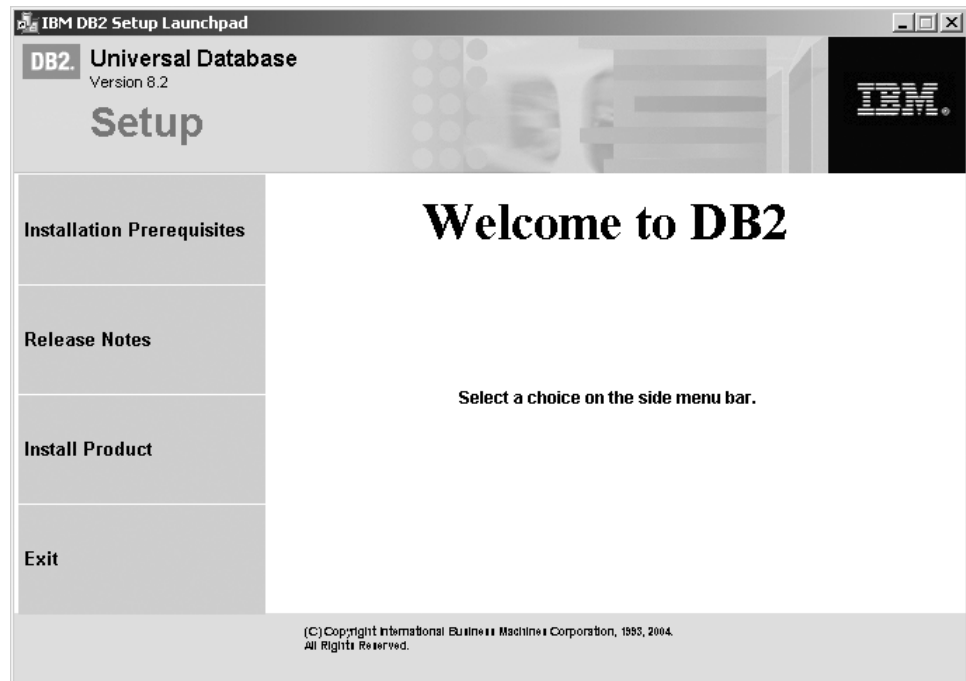 IBM DB2 Setup Launchpad
DB2. Universal Database
Version 8.2
Setup
IBM.
Installation Prerequisites
Welcome to DB2
Release Notes
Select a choice on the side menu bar.
Install Product
Exit
(C) Copyright International Business Machines Corporation, 1993, 2004.
All Rights Reserved.